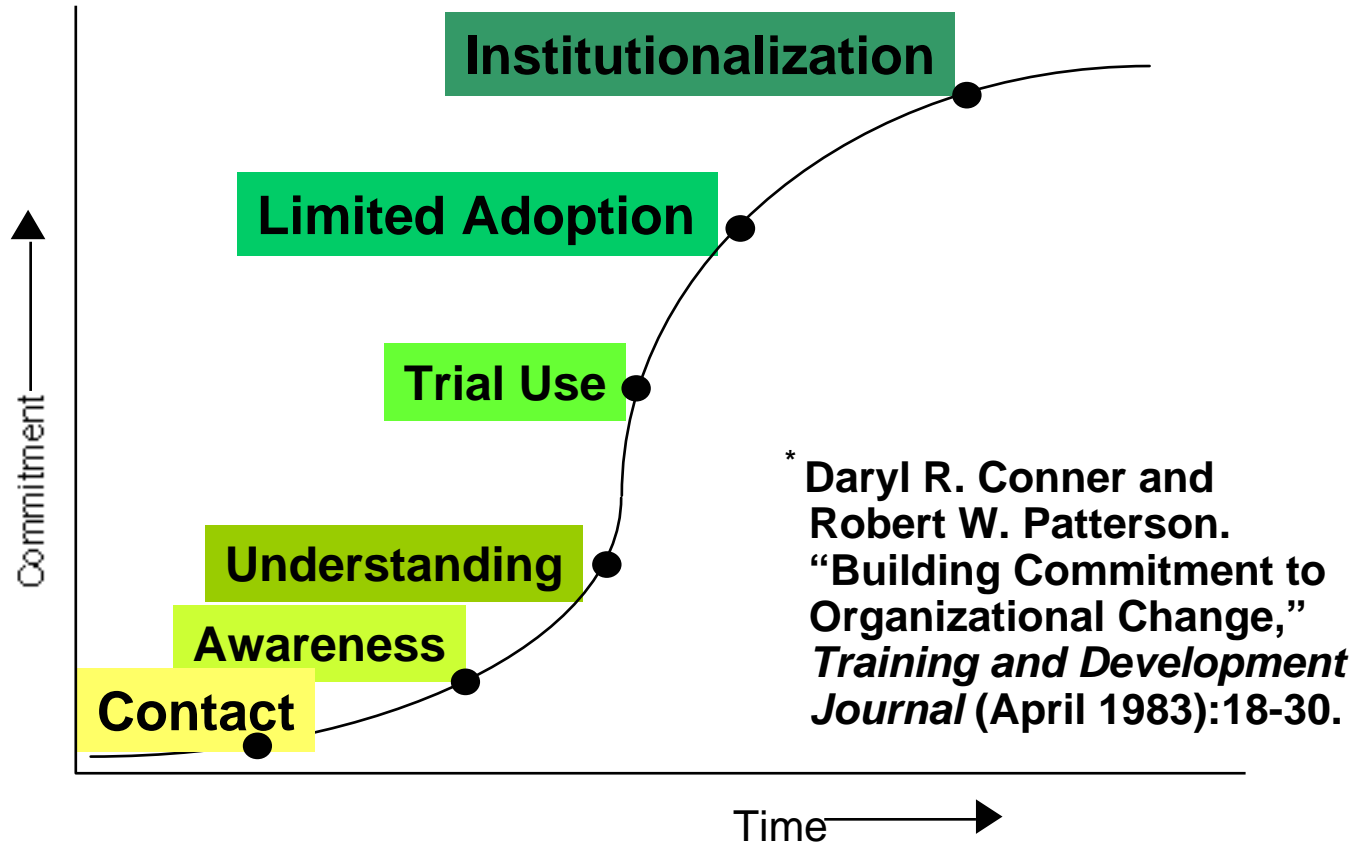 Institutionalization
Limited Adoption
Trial Use
Understanding
Awareness
Contact
Commitment
* Daryl R. Conner and
Robert W. Patterson.
“Building Commitment to
Organizational Change,”
Training and Development
Journal (April 1983):18-30.
Time